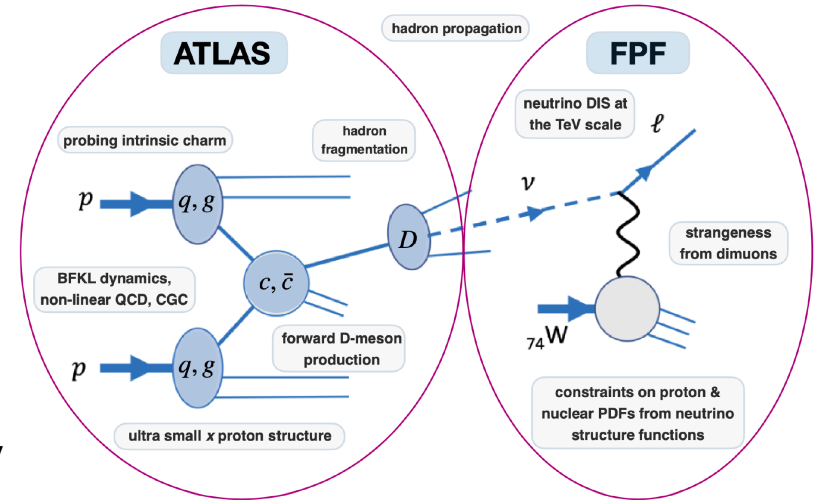 hadron propagation
ATLAS
FPF
neutrino DIS at
the TeV scale
ℓ
probing intrinsic charm
hadron
fragmentation
p
q, g
ν
D
strangeness
from dimuons
BFKL dynamics,
non-linear QCD, CGC
c, c̄
forward D-meson
production
₇₄W
p
q, g
constraints on proton &
nuclear PDFs from neutrino
structure functions
ultra small x proton structure